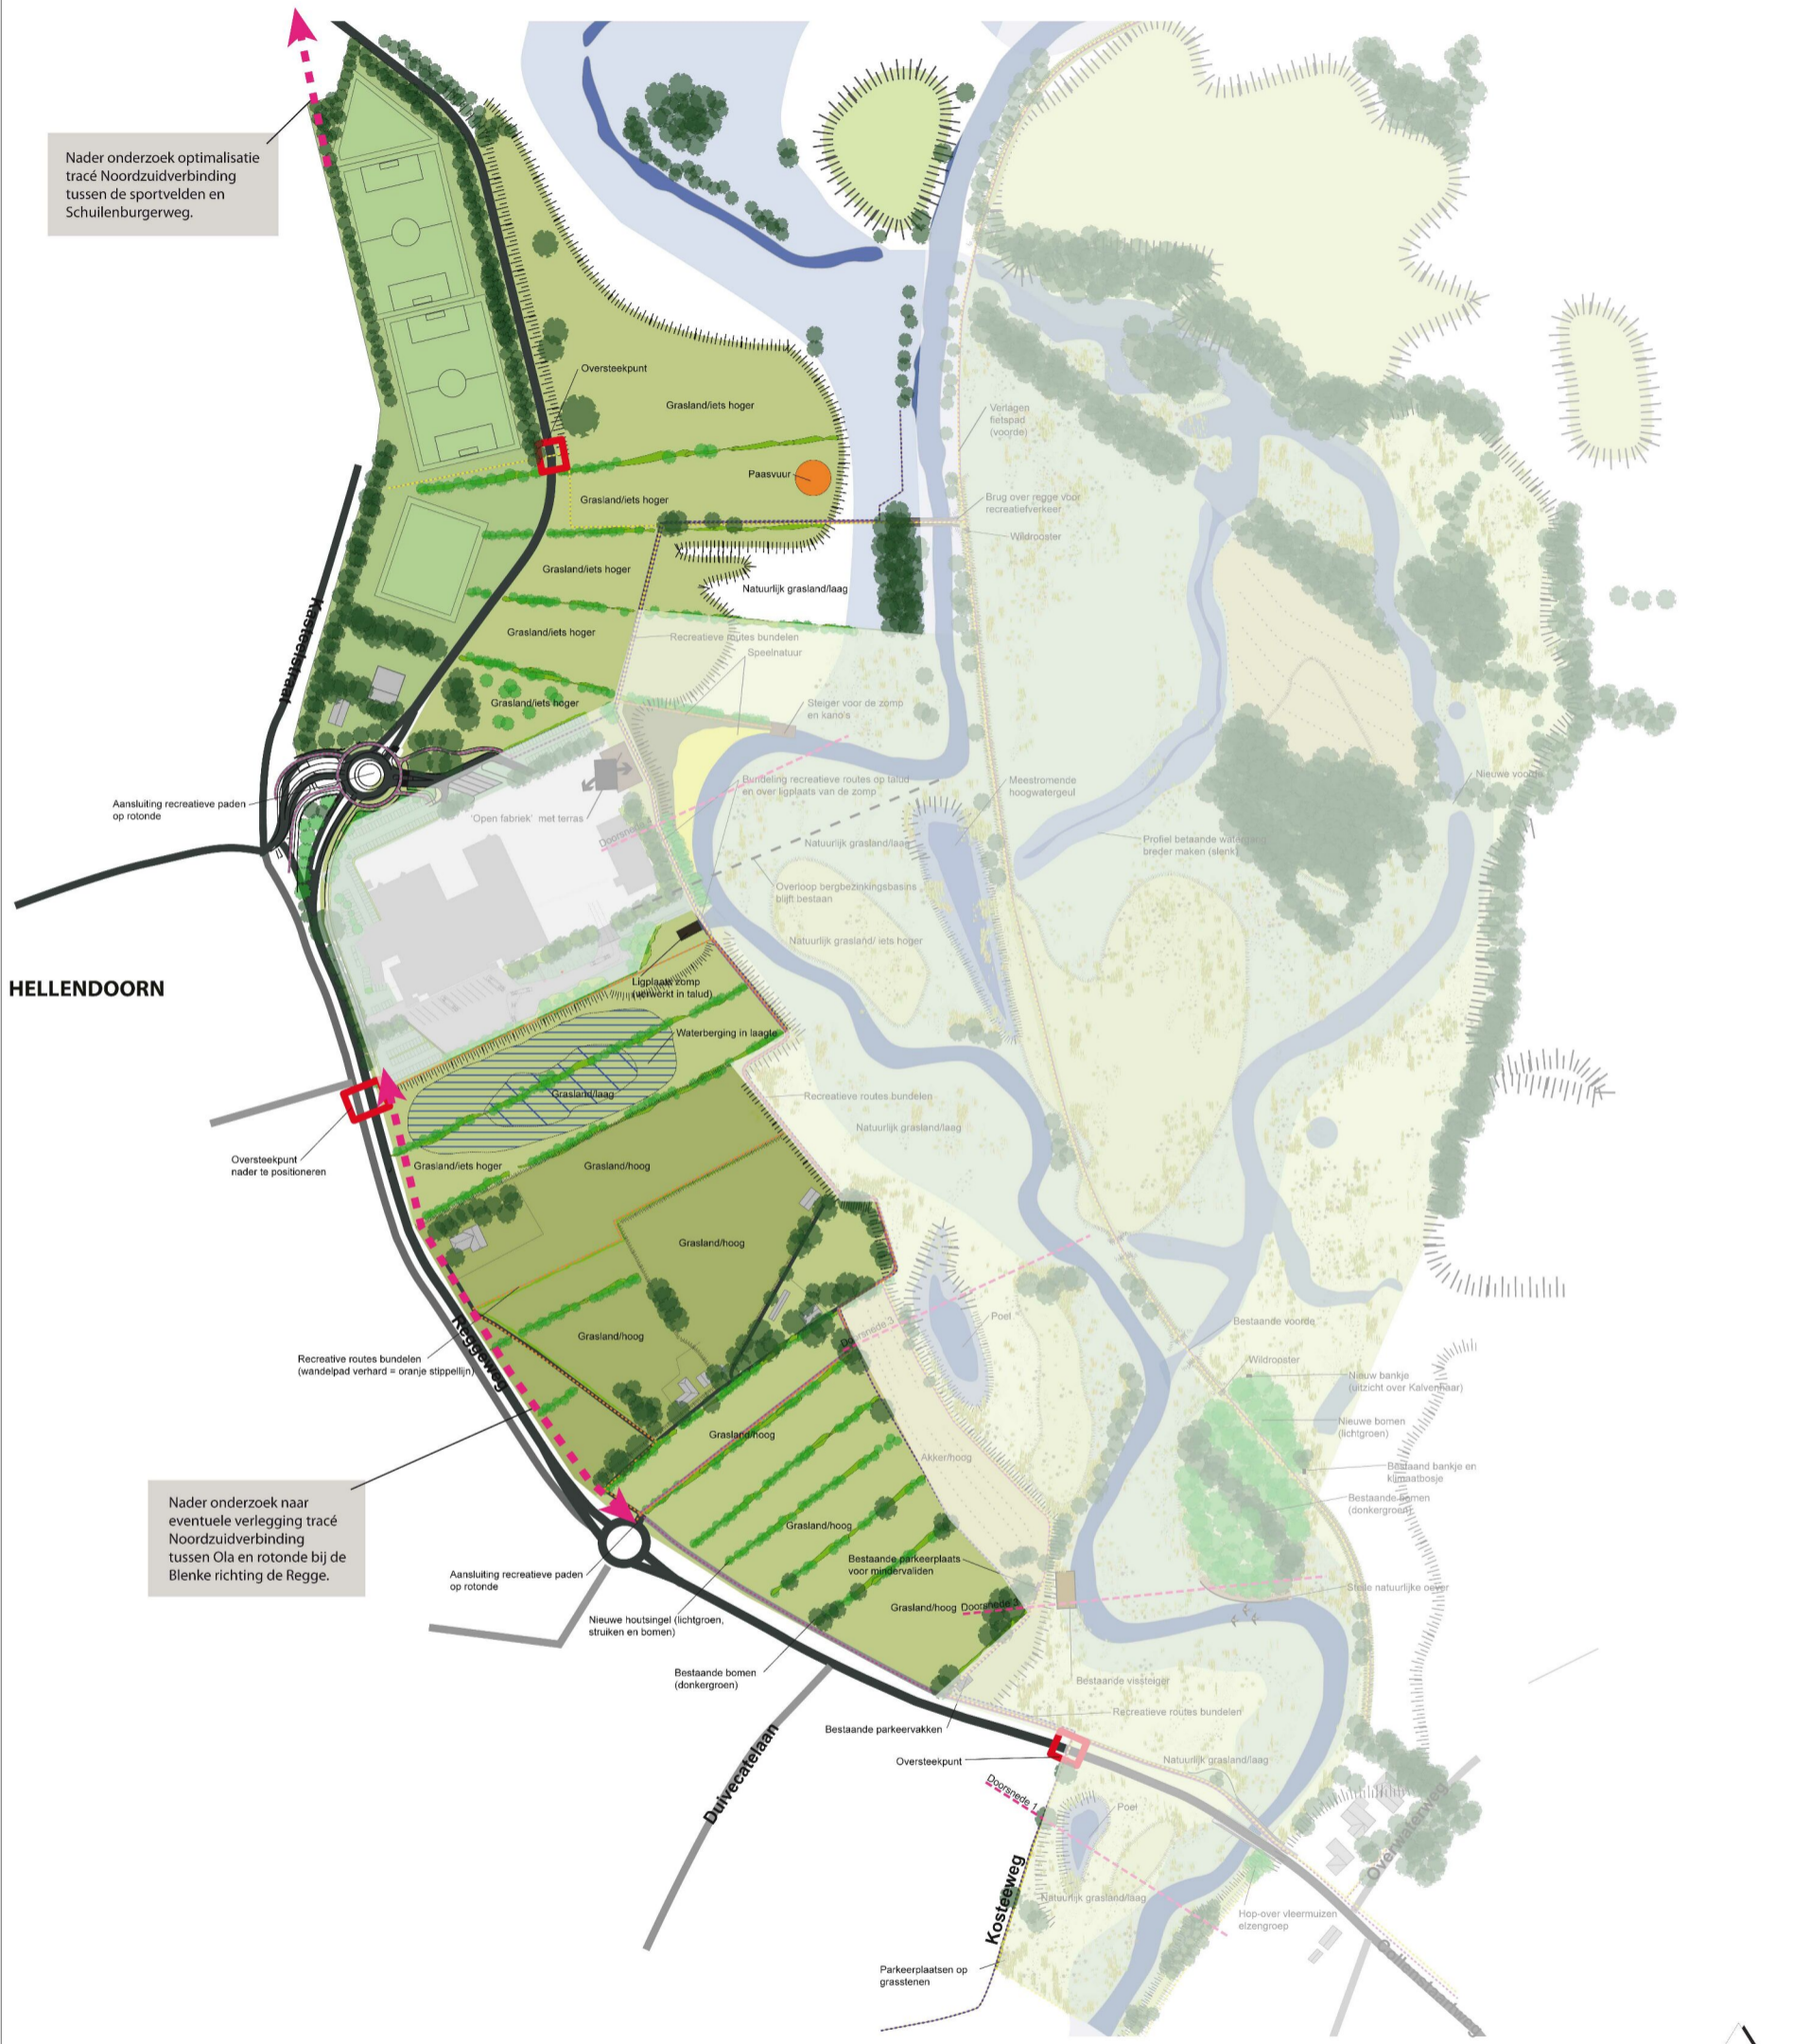 Nader onderzoek optimalisatie
tracé Noordzuidverbinding
tussen de sportvelden en
Schuilenburgerweg.
Oversteekpunt
Grasland/iets hoger
Verlagen
fietspad
(voorde)
Paasvuur
Grasland/iets hoger
Brug over regge voor
recreatiefverkeer
Wildrooster
Grasland/iets hoger
Natuurlijk grasland/laag
Kasteelstraat
Grasland/iets hoger
Recreatieve routes bundelen
Speelnatuur
Grasland/iets hoger
Steiger voor de zomp
en kano's
Nieuwe voorde
Bundeling recreatieve routes op talud
en over ligplaats van de zomp
Meestromende
hoogwatergeul
Aansluiting recreatieve paden
op rotonde
'Open fabriek' met terras
Doorsnede
Natuurlijk grasland/laag
Profiel betaande watergang
breder maken (slenk)
Overloop bergbezinkingsbasins
blijft bestaan
Natuurlijk grasland/ iets hoger
HELLENDOORN
Ligplaats zomp
(verwerkt in talud)
Waterberging in laagte
Grasland/laag
Recreatieve routes bundelen
Natuurlijk grasland/laag
Oversteekpunt
nader te positioneren
Grasland/iets hoger
Grasland/hoog
Grasland/hoog
Poel
Bestaande voorde
Doorsnede 3
Grasland/hoog
Reggeweg
Recreative routes bundelen
(wandelpad verhard = oranje stippellijn)
Wildrooster
Nieuw bankje
(uitzicht over Kalvenhaar)
Nieuwe bomen
(lichtgroen)
Grasland/hoog
Akker/hoog
Bestaand bankje en
klimaatbosje
Bestaande bomen
(donkergroen)
Nader onderzoek naar
eventuele verlegging tracé
Noordzuidverbinding
tussen Ola en rotonde bij de
Blenke richting de Regge.
Grasland/hoog
Bestaande parkeerplaats
voor mindervaliden
Aansluiting recreatieve paden
op rotonde
Steile natuurlijke oever
Grasland/hoog
Doorsnede
Nieuwe houtsingel (lichtgroen,
struiken en bomen)
Bestaande bomen
(donkergroen)
Bestaande vissteiger
Recreatieve routes bundelen
Bestaande parkeervakken
Oversteekpunt
Natuurlijk grasland/laag
Duivecatelaan
Doorsnede 1
Poel
Overwaterweg
Kosteeweg
Natuurlijk grasland/laag
Hop-over vleermuizen
elzengroep
Parkeerplaatsen op
grasstenen